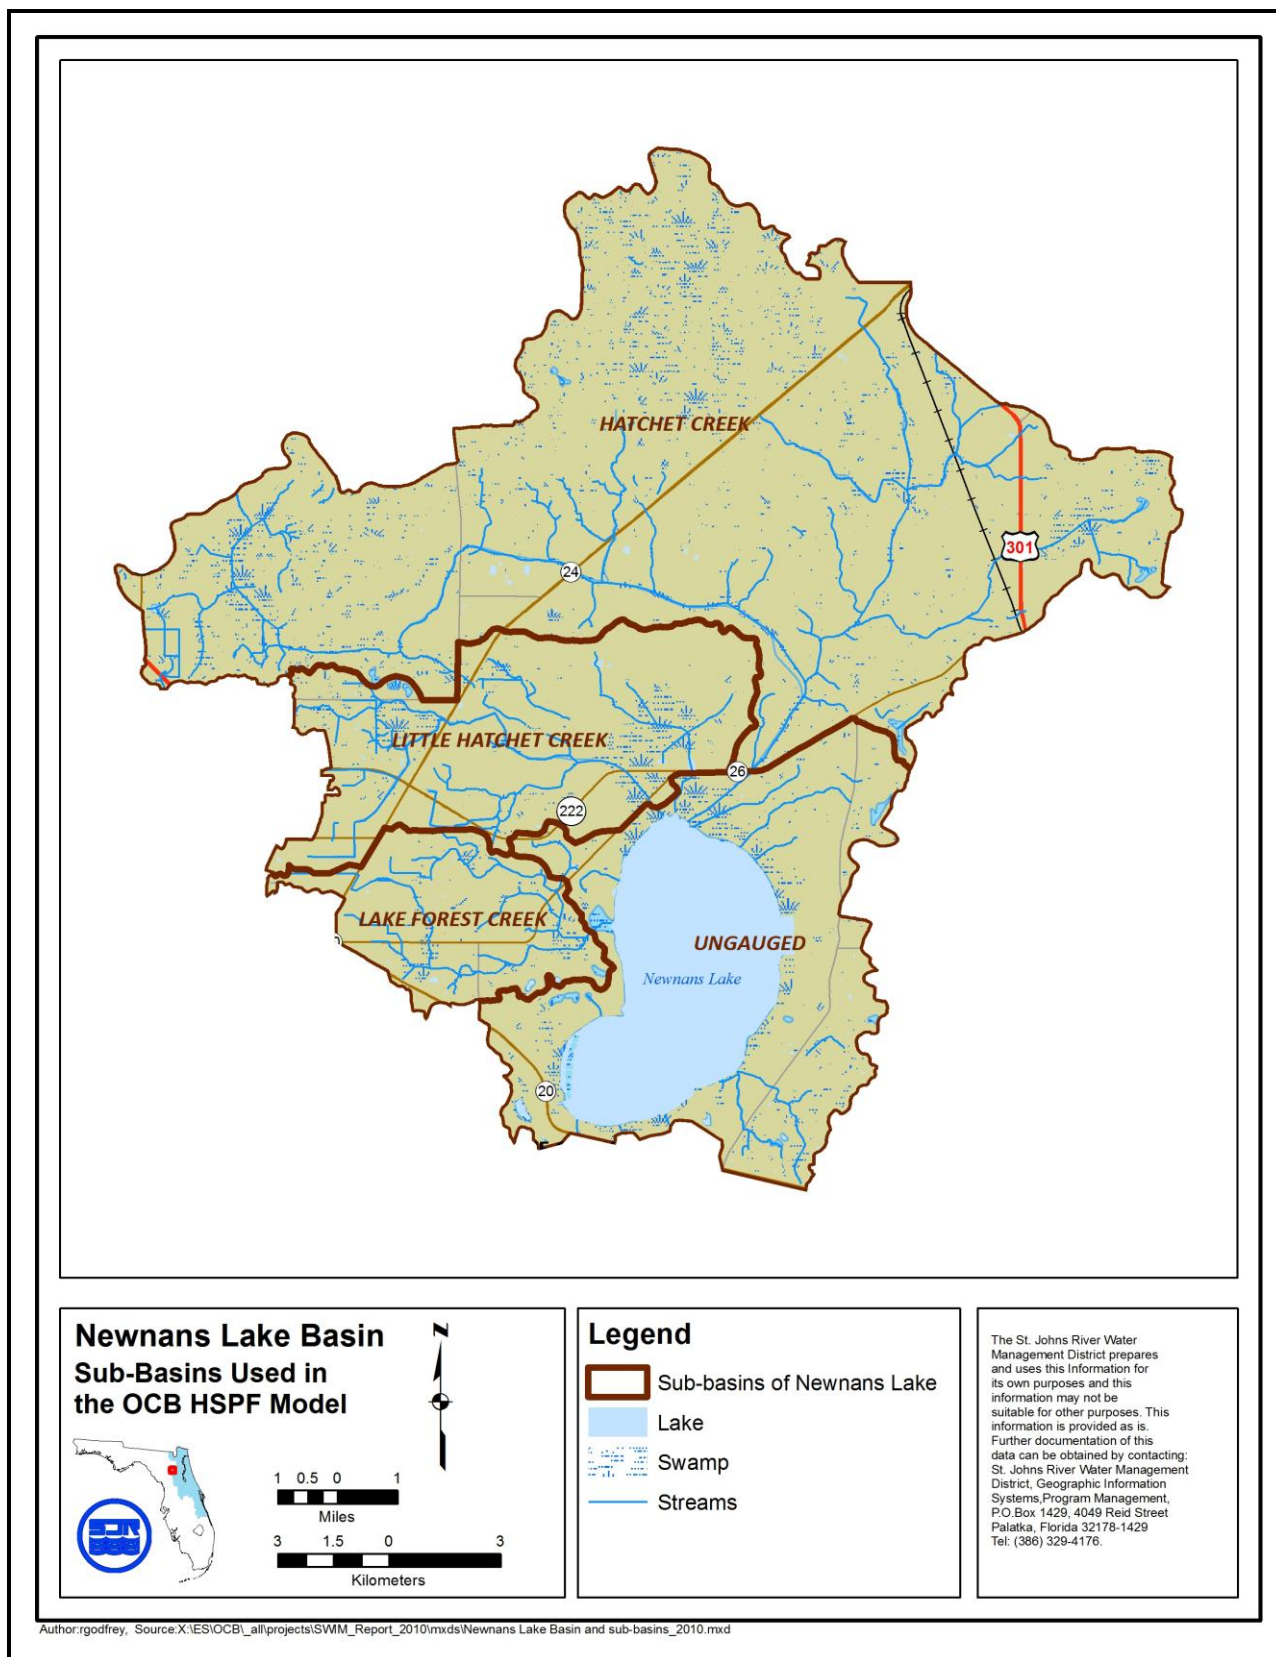 HATCHET CREEK
301
24
LITTLE HATCHET CREEK
26
222
LAKE FOREST CREEK
UNGAUGED
Newnans Lake
20
Newnans Lake Basin
Sub-Basins Used in
the OCB HSPF Model
N
1 0.5 0 1
Miles
3 1.5 0 3
Kilometers
SJR
Legend
Sub-basins of Newnans Lake
Lake
Swamp
Streams
The St. Johns River Water
Management District prepares
and uses this Information for
its own purposes and this
information may not be
suitable for other purposes. This
information is provided as is.
Further documentation of this
data can be obtained by contacting:
St. Johns River Water Management
District, Geographic Information
Systems,Program Management,
P.O.Box 1429, 4049 Reid Street
Palatka, Florida 32178-1429
Tel: (386) 329-4176.
Author:rgodfrey, Source:X:\ES\OCB\_all\projects\SWIM_Report_2010\mxds\Newnans Lake Basin and sub-basins_2010.mxd